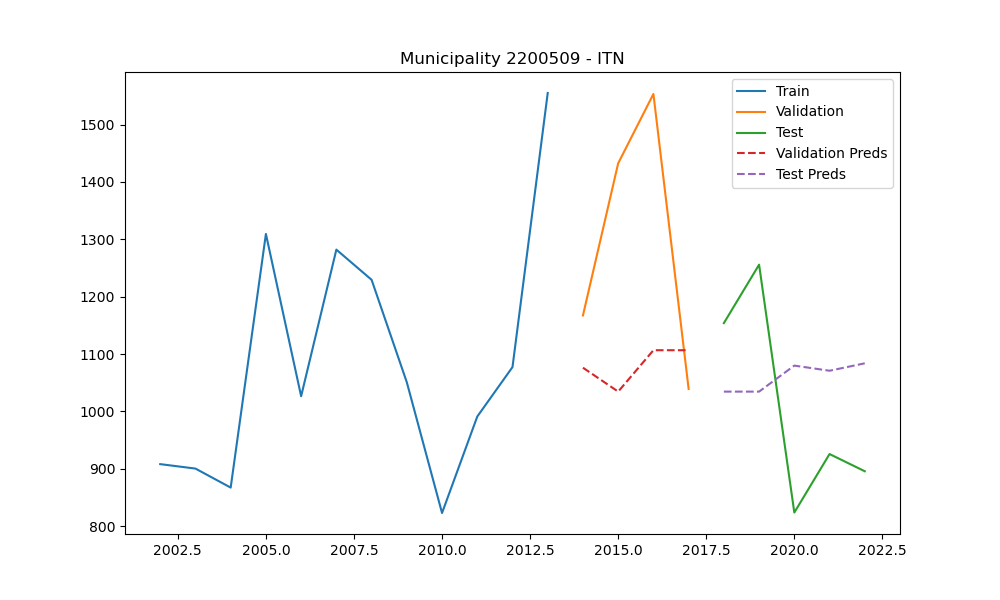 Municipality 2200509 - ITN
Train
Validation
Test
Validation Preds
Test Preds
1500
1400
1300
1200
1100
1000
900
800
2002.5
2005.0
2007.5
2010.0
2012.5
2015.0
2017.5
2020.0
2022.5